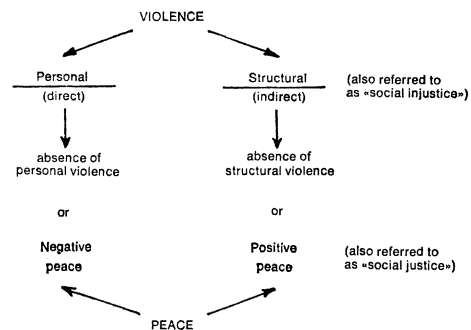 VIOLENCE
Personal
(direct)
Structural
(indirect)
(also referred to
as «social injustice»)
absence of
personal violence
absence of
structural violence
or
or
Negative
peace
Positive
peace
(also referred to
as «social justice»)
PEACE